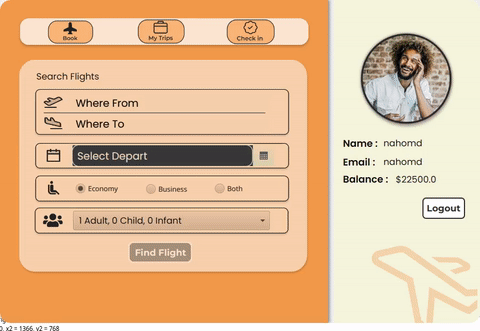 Book
My Trips
Check in
Search Flights
Where From
Where To
Select Depart
Economy
Business
Both
1 Adult, 0 Child, 0 Infant
Find Flight
Name : nahomd
Email : nahomd
Balance : $22500.0
Logout
0. x2 = 1366. y2 = 768